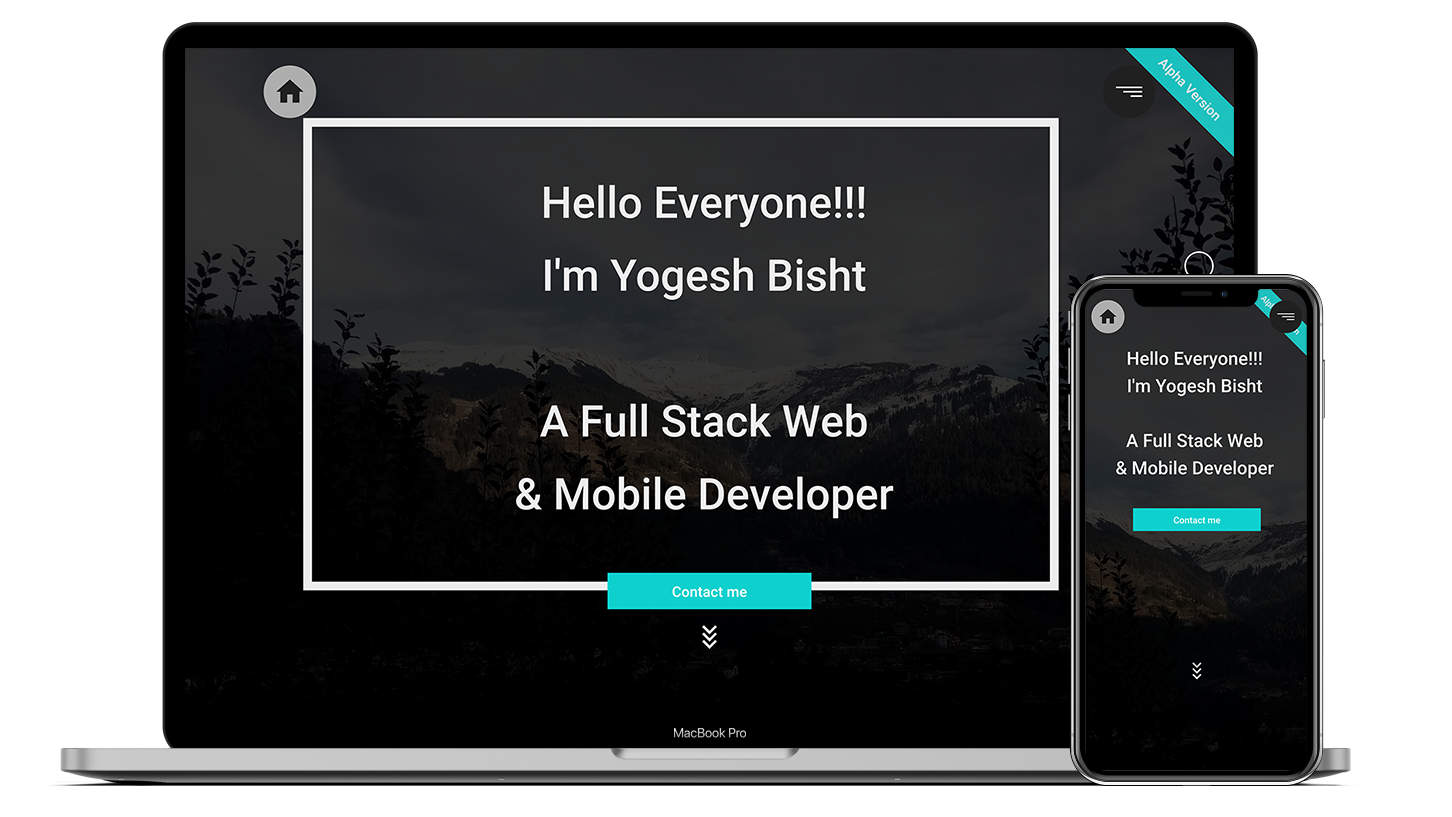 Alpha Version
Hello Everyone!!!
I'm Yogesh Bisht
A Full Stack Web
& Mobile Developer
Contact me
MacBook Pro
Alp
n
Hello Everyone!!!
I'm Yogesh Bisht
A Full Stack Web
& Mobile Developer
Contact me